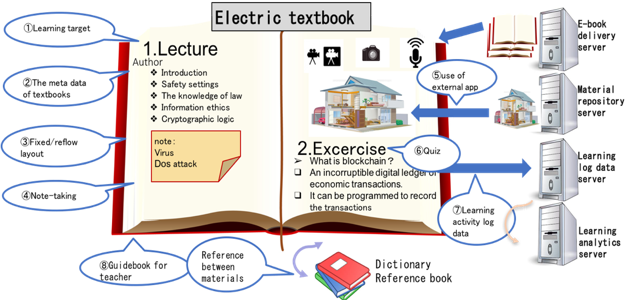 Electric textbook
①Learning target
②The meta data
of textbooks
③Fixed/reflow
layout
④Note-taking
1.Lecture
Author
❖ Introduction
❖ Safety settings
❖ The knowledge of law
❖ Information ethics
❖ Cryptographic logic
note:
Virus
Dos attack
⑤use of
external app
2.Excercise
⑥Quiz
➢ What is blockchain?
❑ An incorruptible digital ledger of
economic transactions.
❑ It can be programmed to record
the transactions
⑦Learning
activity log
data
⑧Guidebook for
teacher
Reference
between
materials
Dictionary
Reference book
E-book
delivery
server
Material
repository
server
Learning
log data
server
Learning
analytics
server